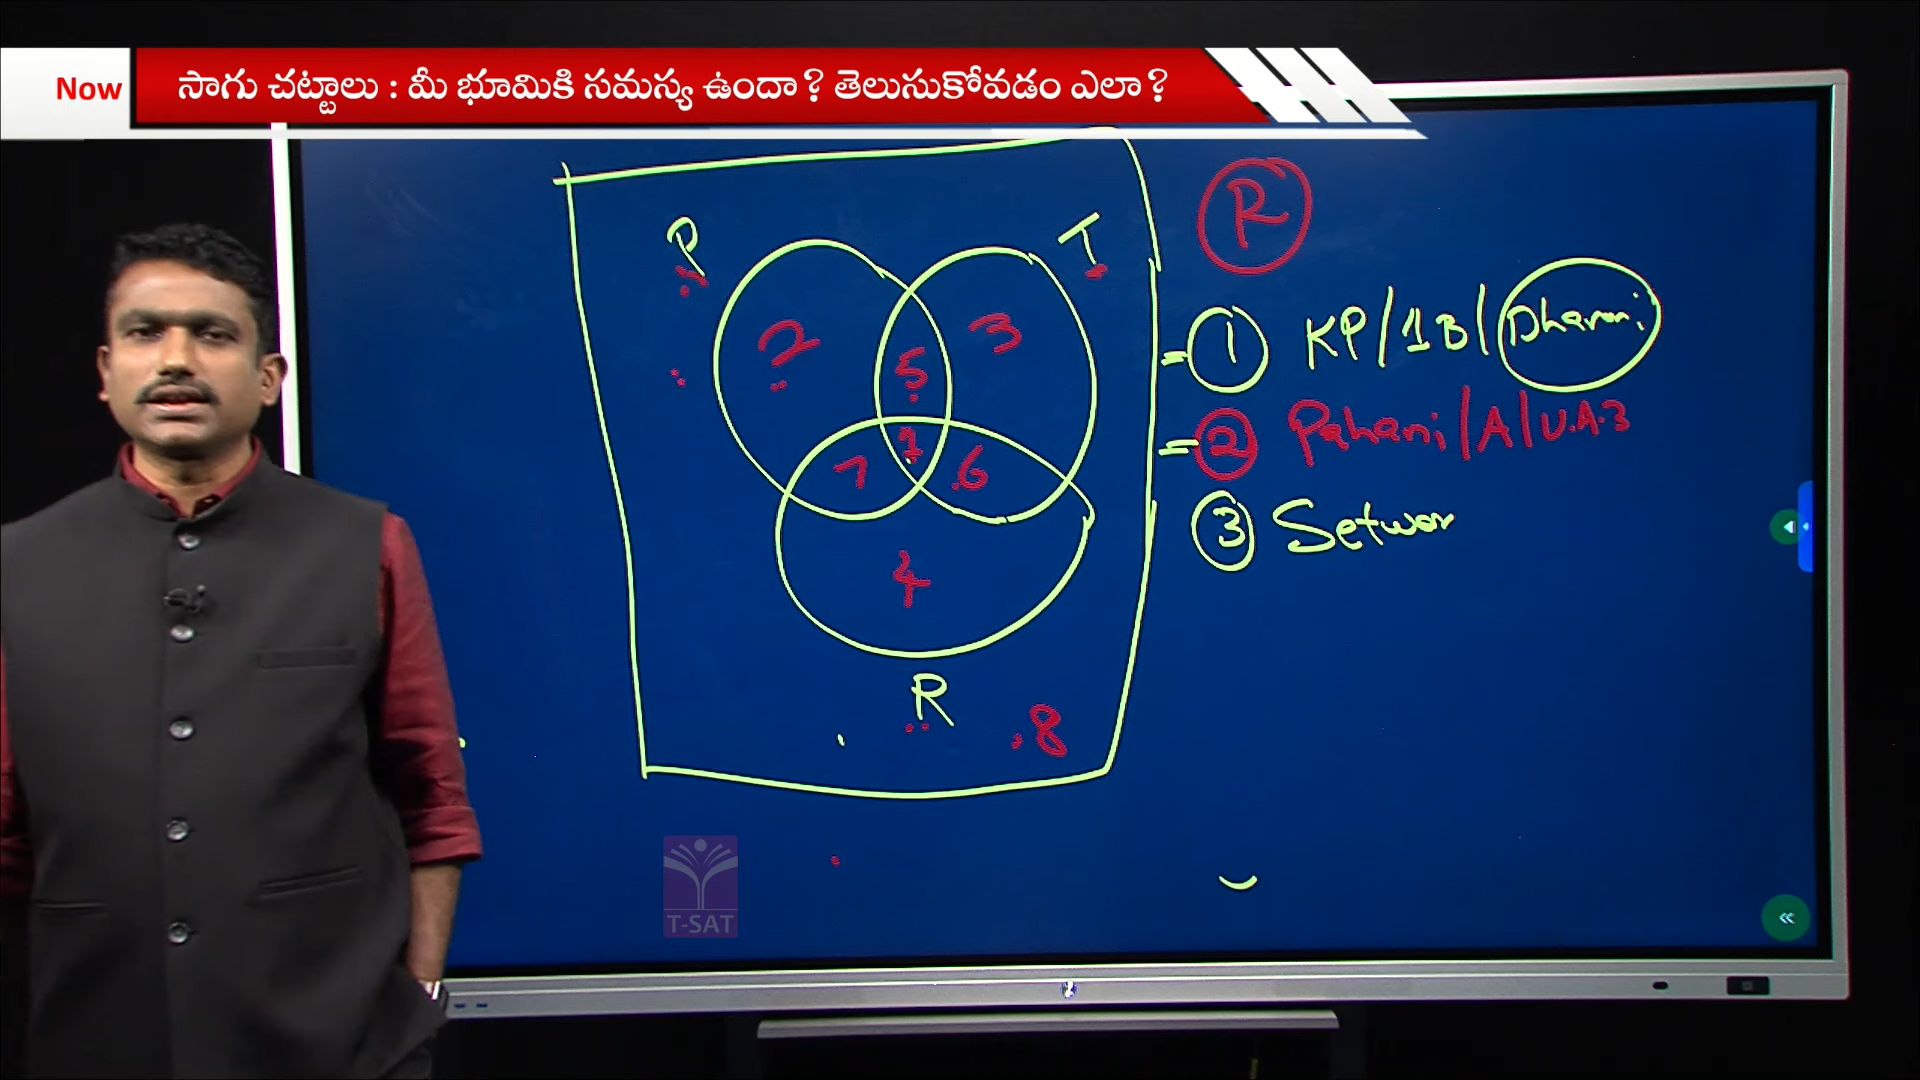 Now
సాగు చట్టాలు : మీ భూమికి సమస్య ఉందా? తెలుసుకోవడం ఎలా?
P
T
R
2
3
5
7
1
6
4
R
8
= 1 KP/1B/Dharani
= 2 Pahani/A/U.A.3
3 Setwar
T-SAT